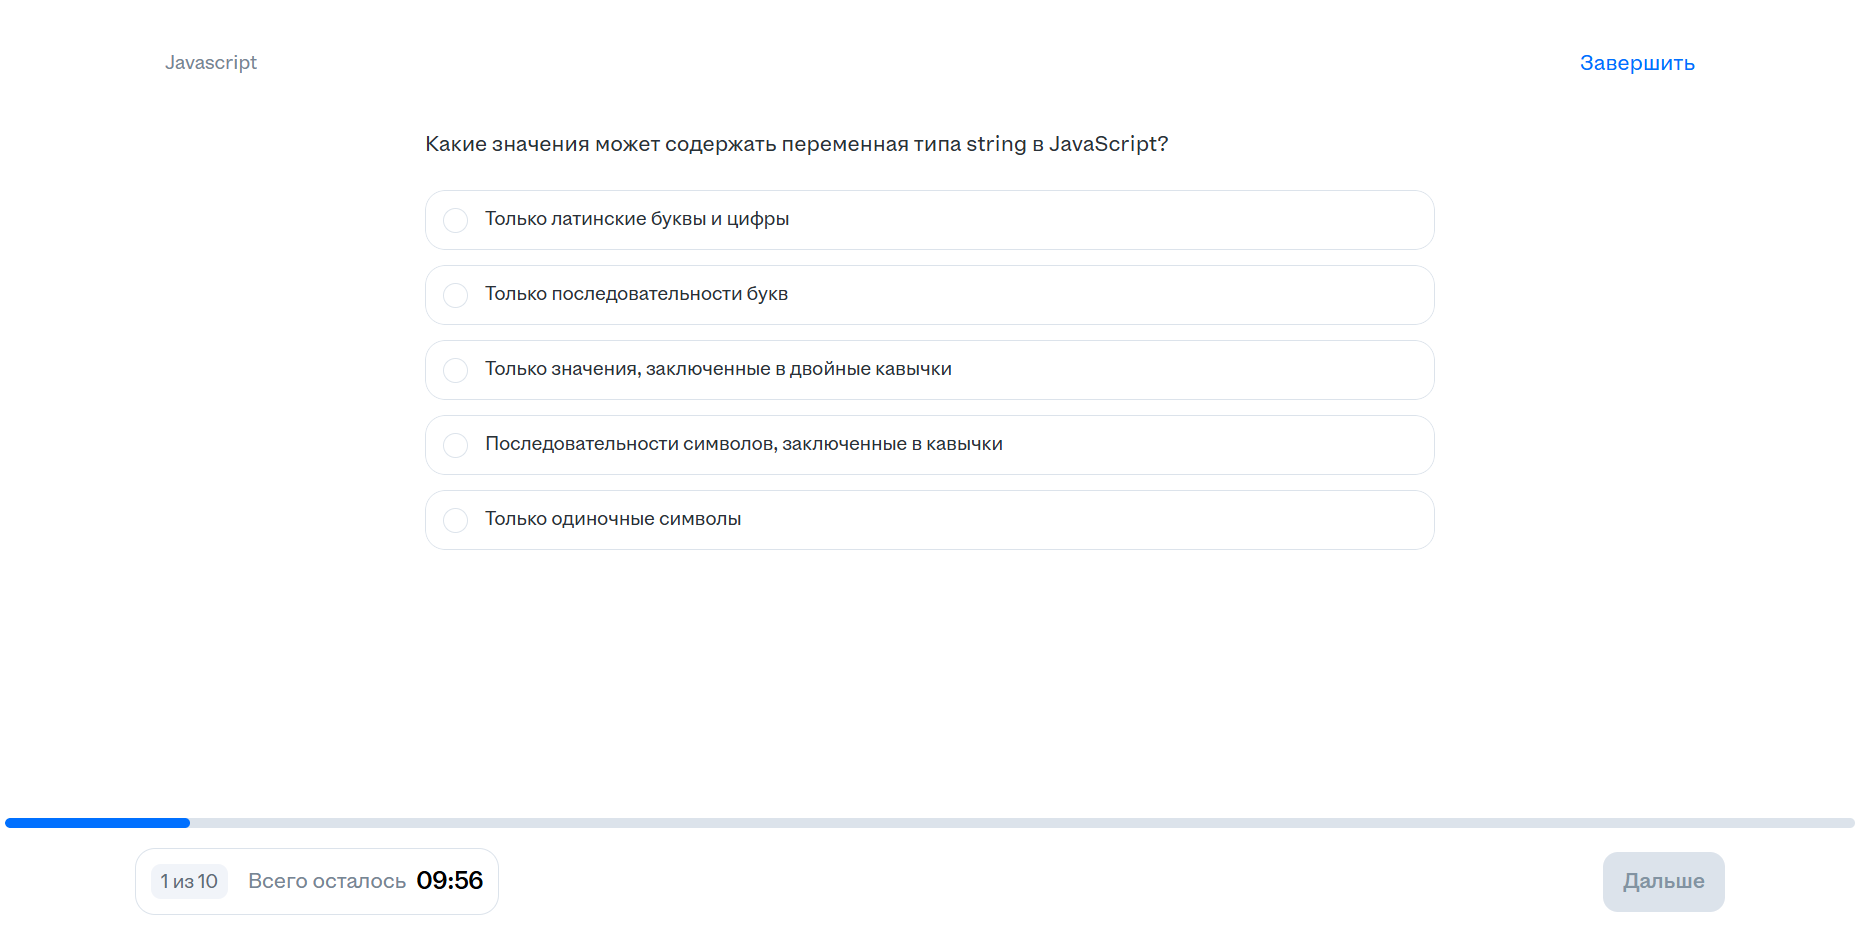 Javascript
Завершить
Какие значения может содержать переменная типа string в JavaScript?
Только латинские буквы и цифры
Только последовательности букв
Только значения, заключенные в двойные кавычки
Последовательности символов, заключенные в кавычки
Только одиночные символы
1 из 10
Всего осталось 09:56
Дальше